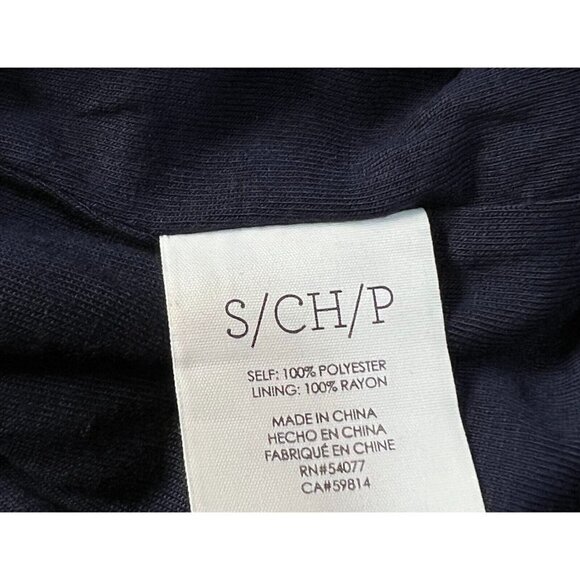 S/CH/P
SELF: 100% POLYESTER
LINING: 100% RAYON
MADE IN CHINA
HECHO EN CHINA
FABRIQUÉ EN CHINE
RN#54077
CA#59814